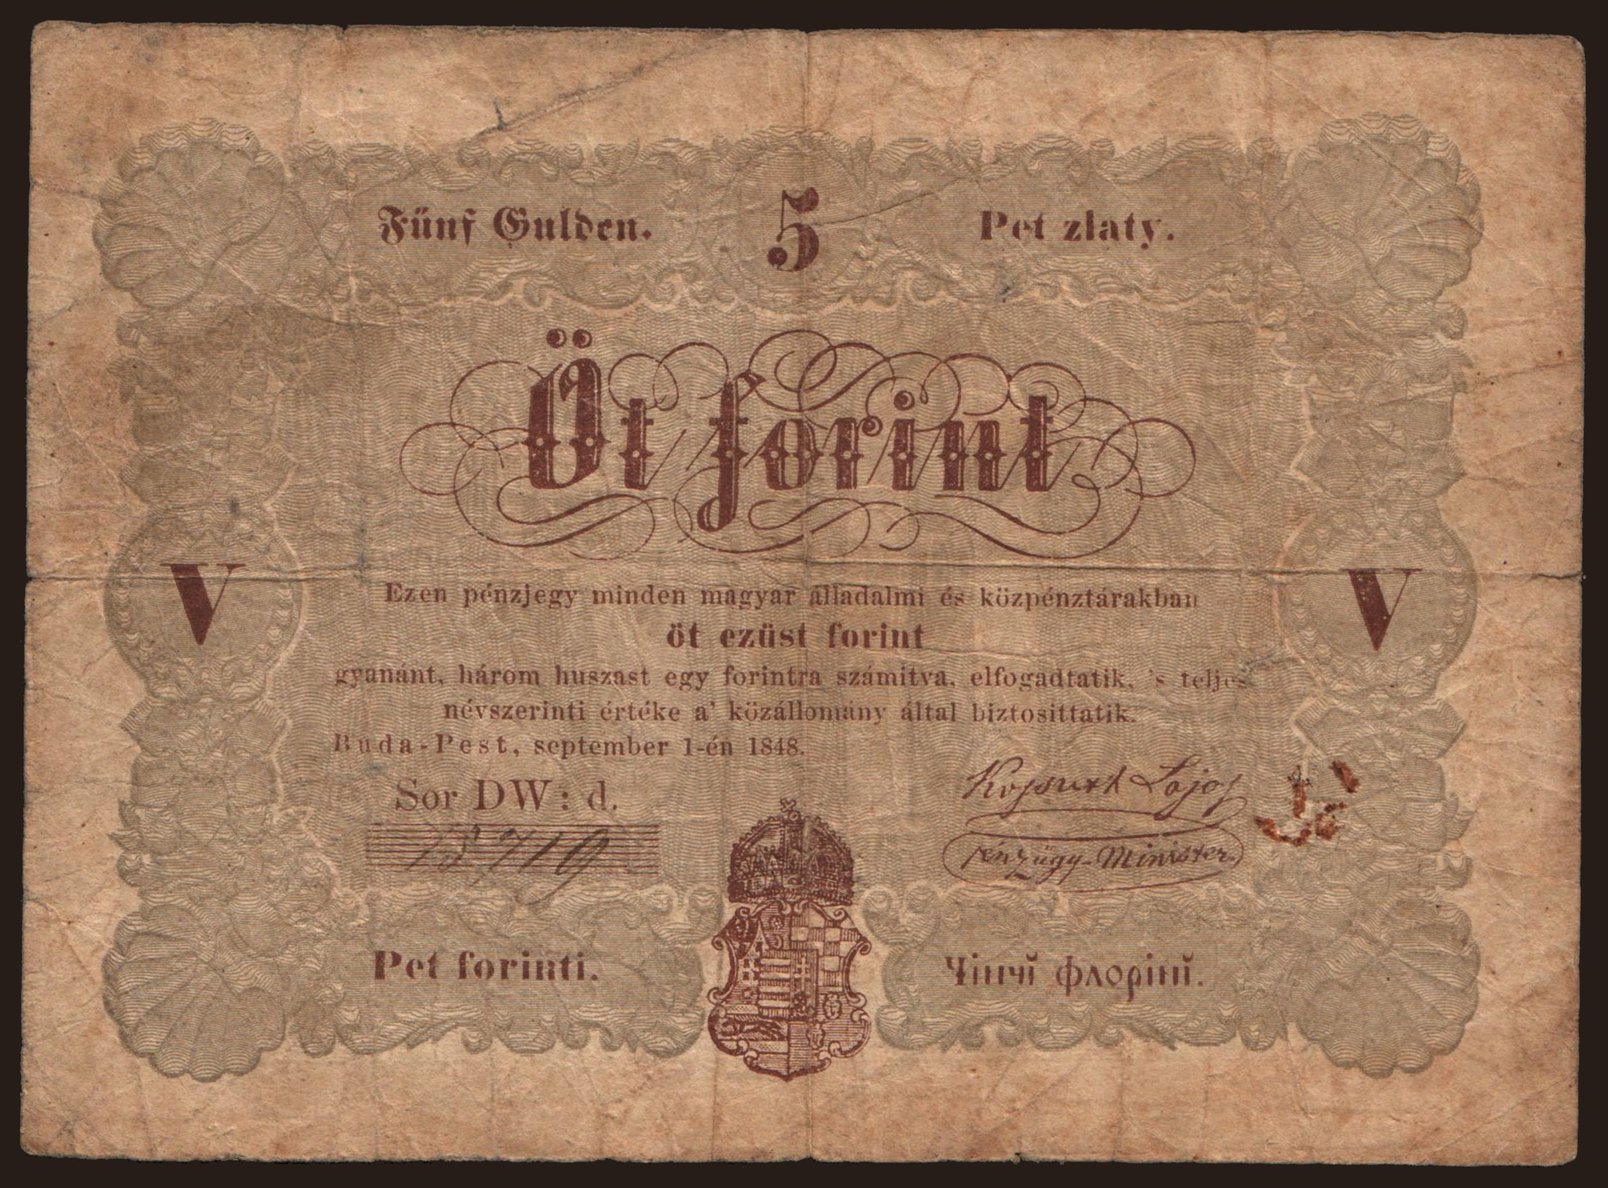 Fünf Gulden.
5
Pet zlaty.
Öt forint
V
V
Ezen pénzjegy minden magyar álladalmi és közpénztárakban
öt ezüst forint
gyanánt, három huszast egy forintra számitva, elfogadtatik, 's teljes
névszerinti értéke a' közállomány által biztosittatik.
Buda-Pest, september 1-én 1848.
Sor DW: d.
Kossuth Lajos
pénzügy-Minister
Pet forinti.
Чінчĭ флорінĭ.